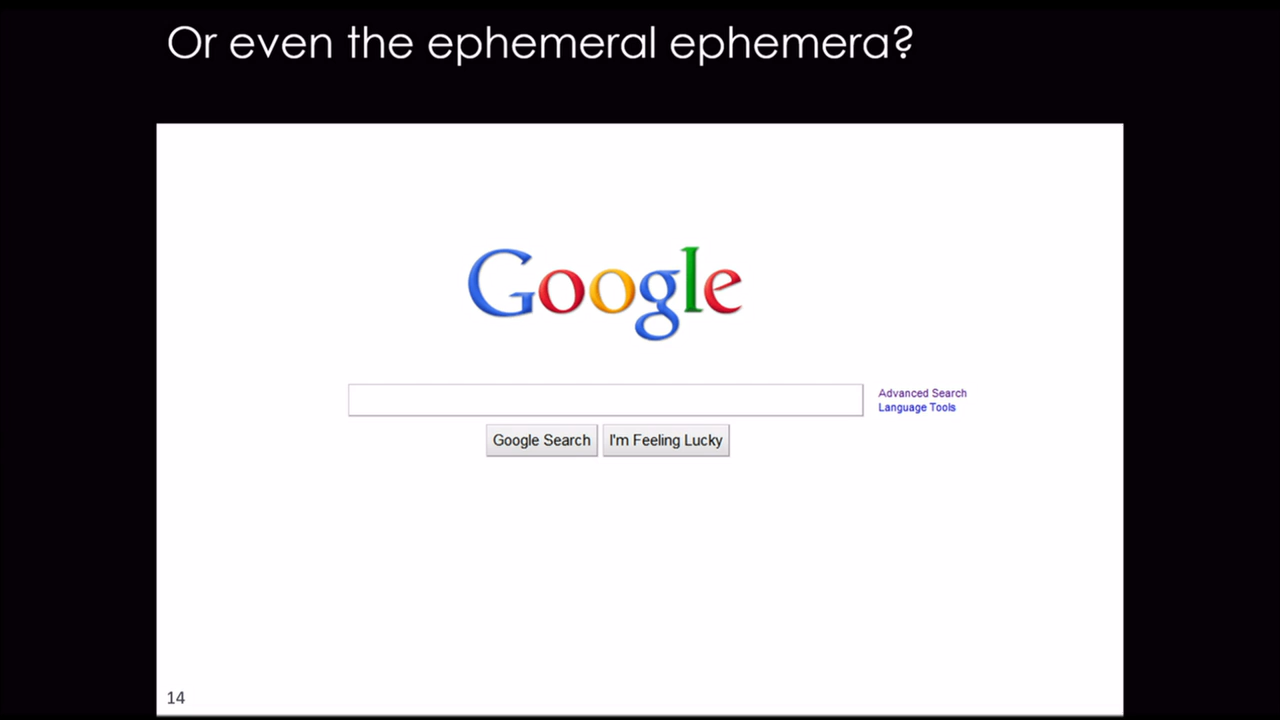 Or even the ephemeral ephemera?
Google
Advanced Search
Language Tools
Google Search I'm Feeling Lucky
14